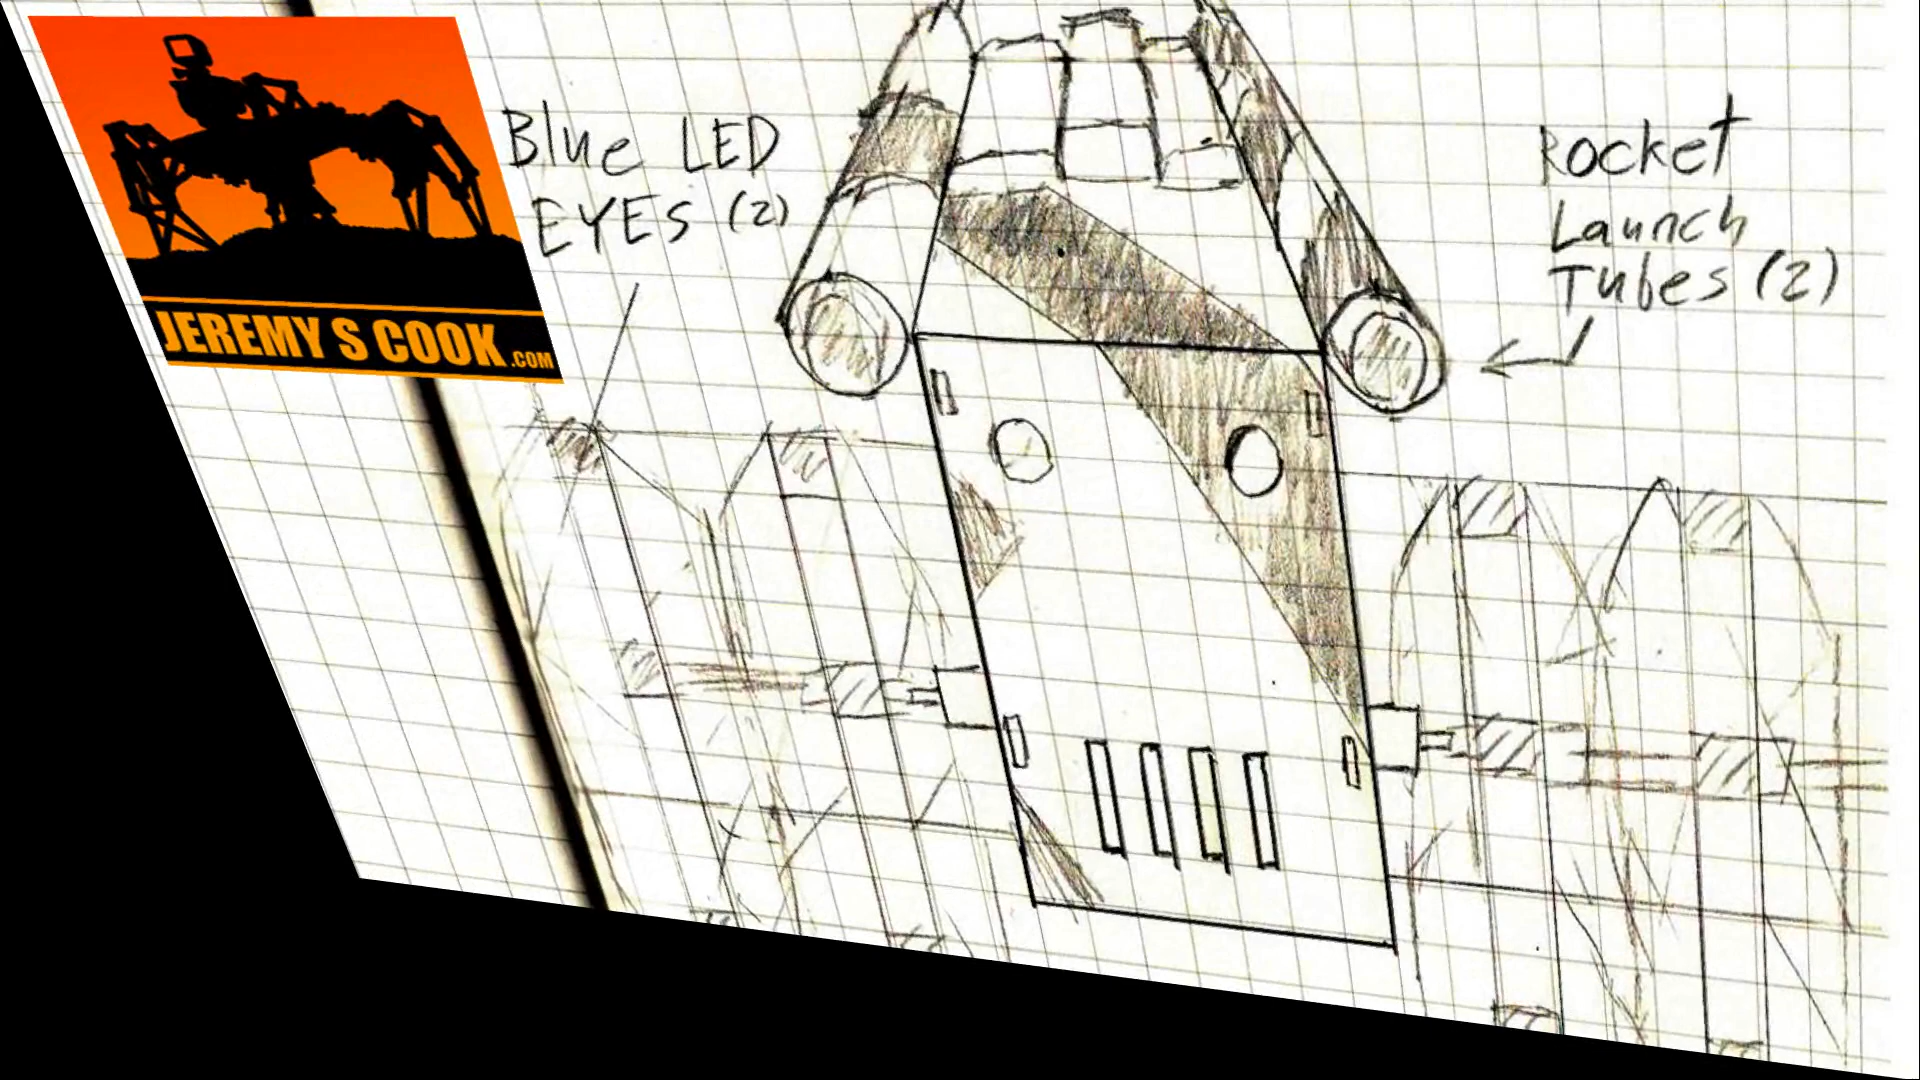 Blue LED
EYES (2)
Rocket
Launch
Tubes (2)
JEREMY S COOK.COM